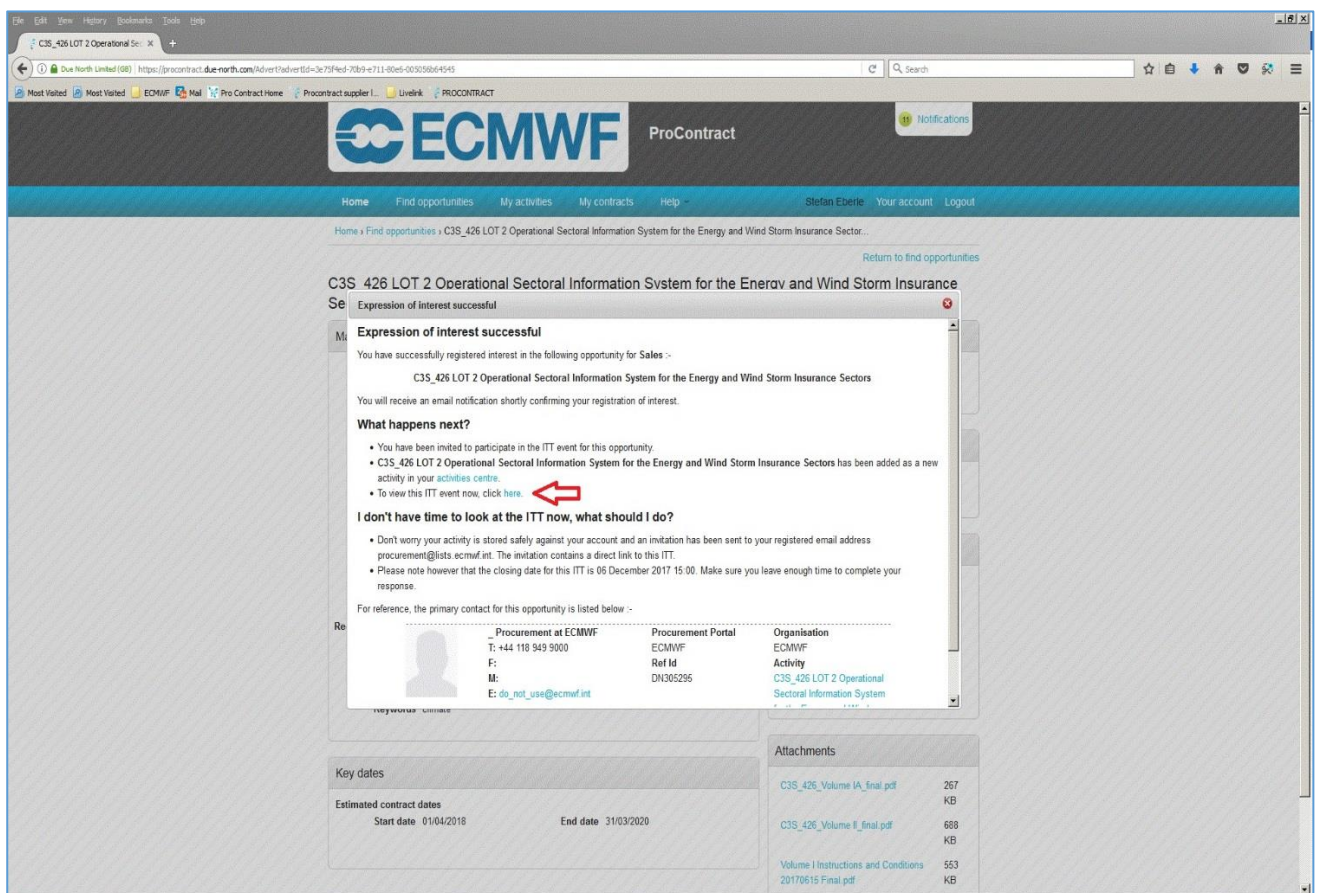 File Edit View History Bookmarks Tools Help
C3S_426 LOT 2 Operational Sec
Due North Limited (GB) https://procontract.due-north.com/Advert?advertId=3e75f4ed-70b9-e711-80e6-005056b64545
Search
Most Visited Most Visited ECMWF Mail Pro Contract Home Procontract supplier l... Livelink PROCONTRACT
ECMWF ProContract
11 Notifications
Home Find opportunities My activities My contracts Help Stefan Eberle Your account Logout
Home › Find opportunities › C3S_426 LOT 2 Operational Sectoral Information System for the Energy and Wind Storm Insurance Sector...
Return to find opportunities
C3S_426 LOT 2 Operational Sectoral Information System for the Energy and Wind Storm Insurance
Se
Expression of interest successful
Ma
Expression of interest successful
You have successfully registered interest in the following opportunity for Sales :-
C3S_426 LOT 2 Operational Sectoral Information System for the Energy and Wind Storm Insurance Sectors
You will receive an email notification shortly confirming your registration of interest.
What happens next?
• You have been invited to participate in the ITT event for this opportunity.
• C3S_426 LOT 2 Operational Sectoral Information System for the Energy and Wind Storm Insurance Sectors has been added as a new
activity in your activities centre.
• To view this ITT event now, click here.
I don't have time to look at the ITT now, what should I do?
• Don't worry your activity is stored safely against your account and an invitation has been sent to your registered email address
procurement@lists.ecmwf.int. The invitation contains a direct link to this ITT.
• Please note however that the closing date for this ITT is 06 December 2017 15:00. Make sure you leave enough time to complete your
response.
For reference, the primary contact for this opportunity is listed below :-
Re
_ Procurement at ECMWF Procurement Portal Organisation
T: +44 118 949 9000 ECMWF ECMWF
F: Ref Id Activity
M: DN305295 C3S_426 LOT 2 Operational
E: do_not_use@ecmwf.int Sectoral Information System
Keywords climate
Attachments
Key dates
C3S_426_Volume IA_final.pdf 267
KB
Estimated contract dates
Start date 01/04/2018 End date 31/03/2020
C3S_426_Volume II_final.pdf 688
KB
Volume I Instructions and Conditions 553
20170615 Final.pdf KB